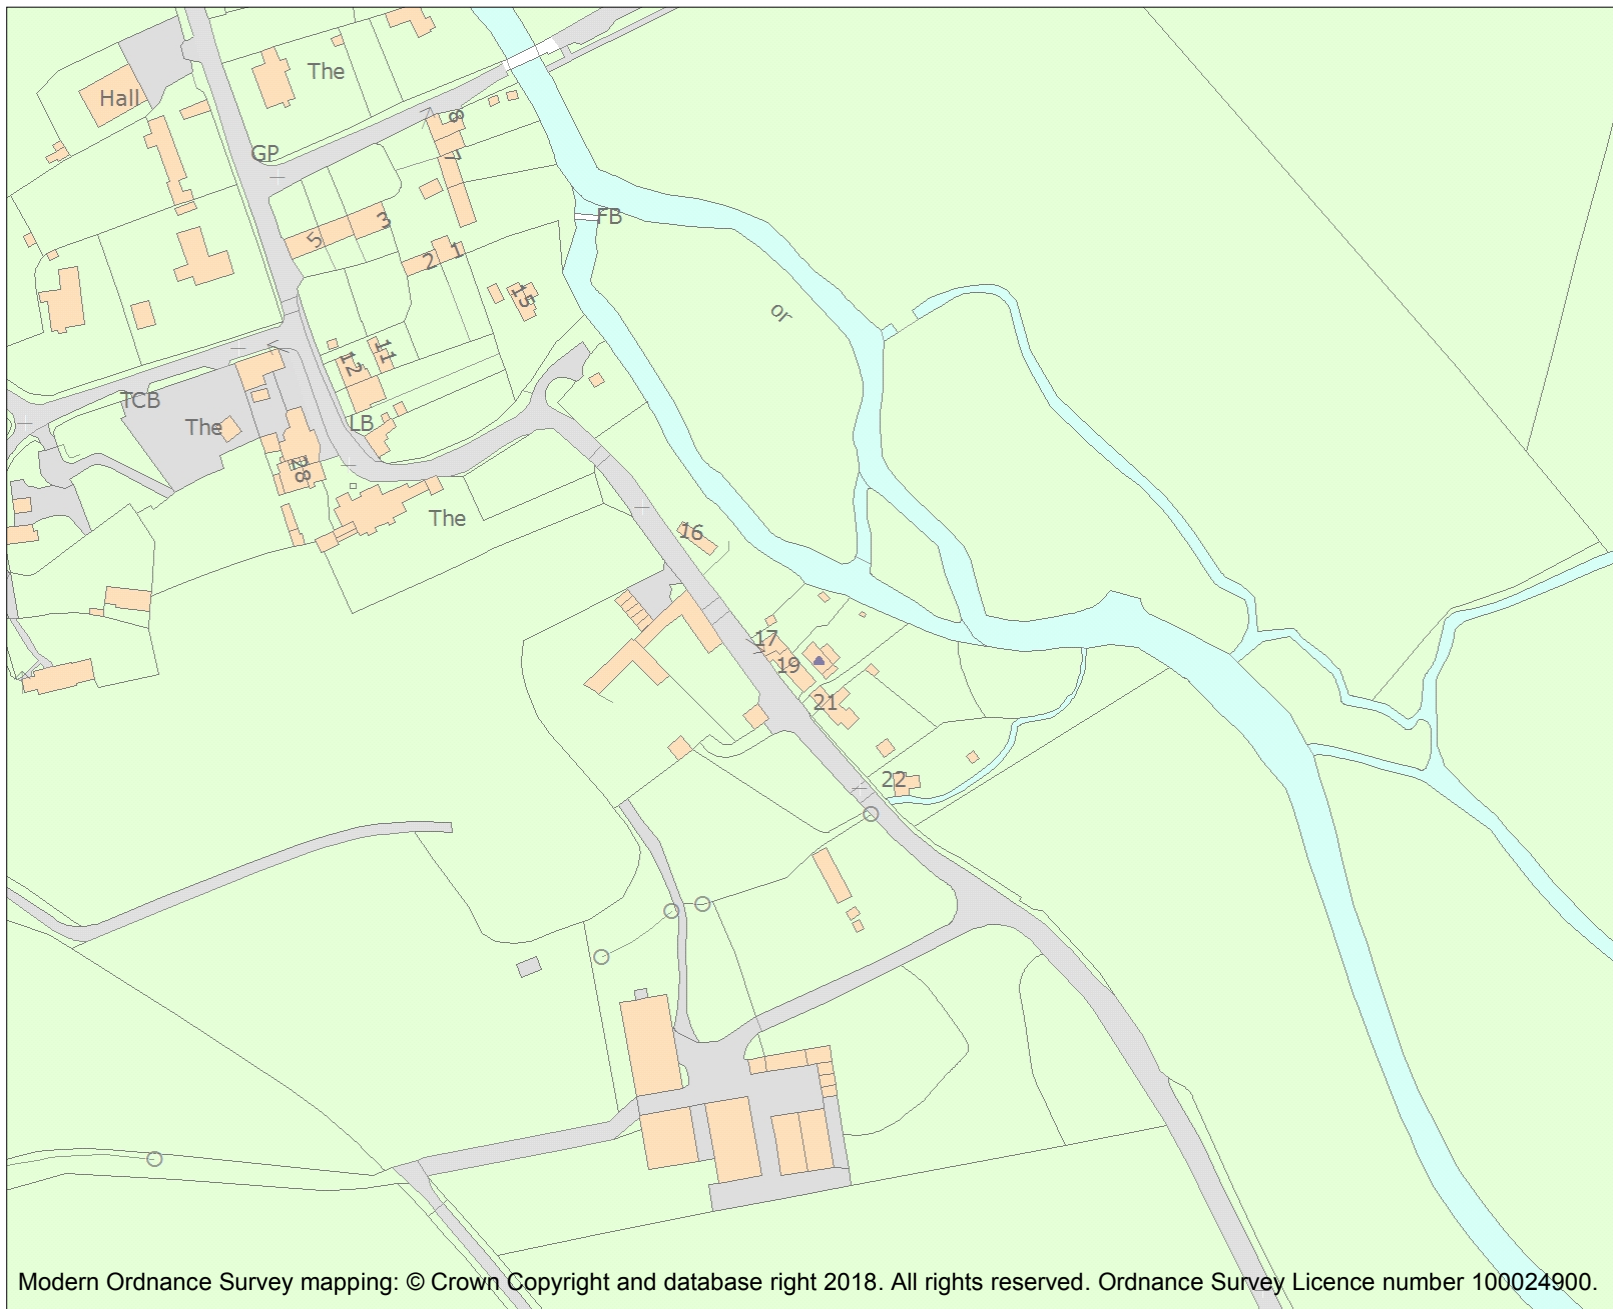 The
Hall
8
GP
7
FB
3
5
1
2
15
or
11
12
TCB
LB
The
28
The
16
17
19
21
22
Modern Ordnance Survey mapping: © Crown Copyright and database right 2018. All rights reserved. Ordnance Survey Licence number 100024900.